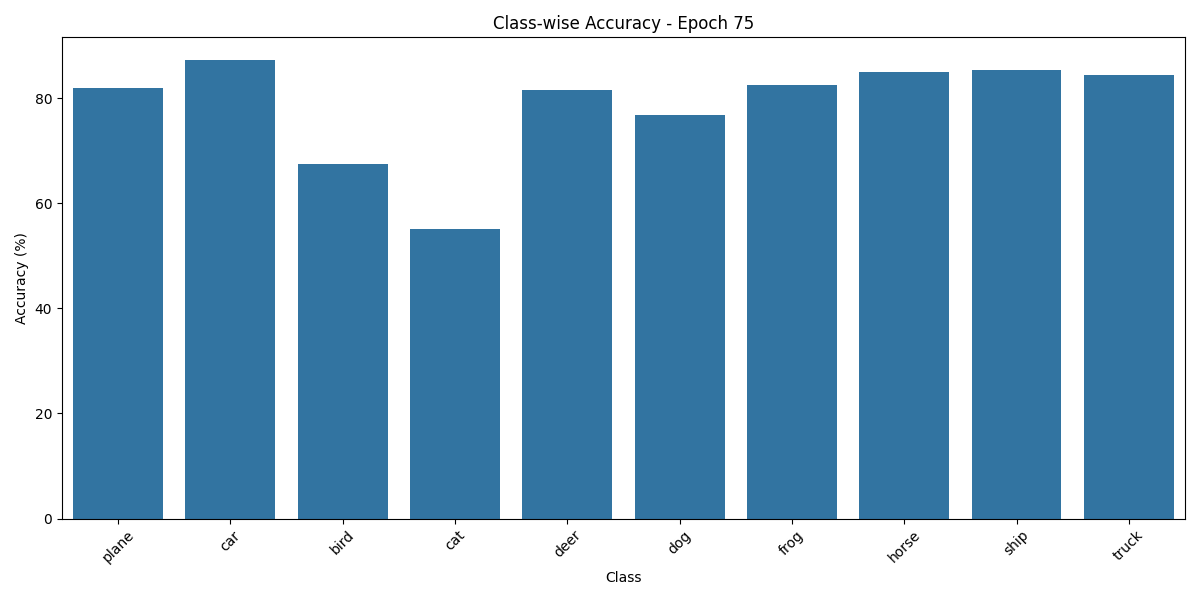 Class-wise Accuracy - Epoch 75
Accuracy (%)
80
60
40
20
0
plane
car
bird
cat
deer
dog
frog
horse
ship
truck
Class